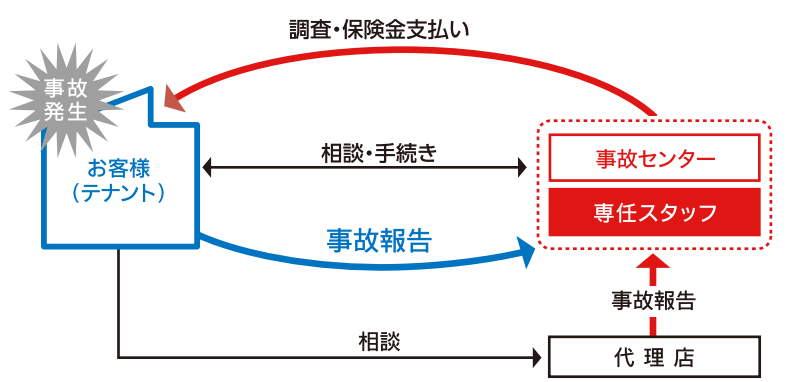 調査・保険金支払い
事故
発生
お客様
（テナント）
相談・手続き
事故センター
専任スタッフ
事故報告
事故報告
相談
代理店